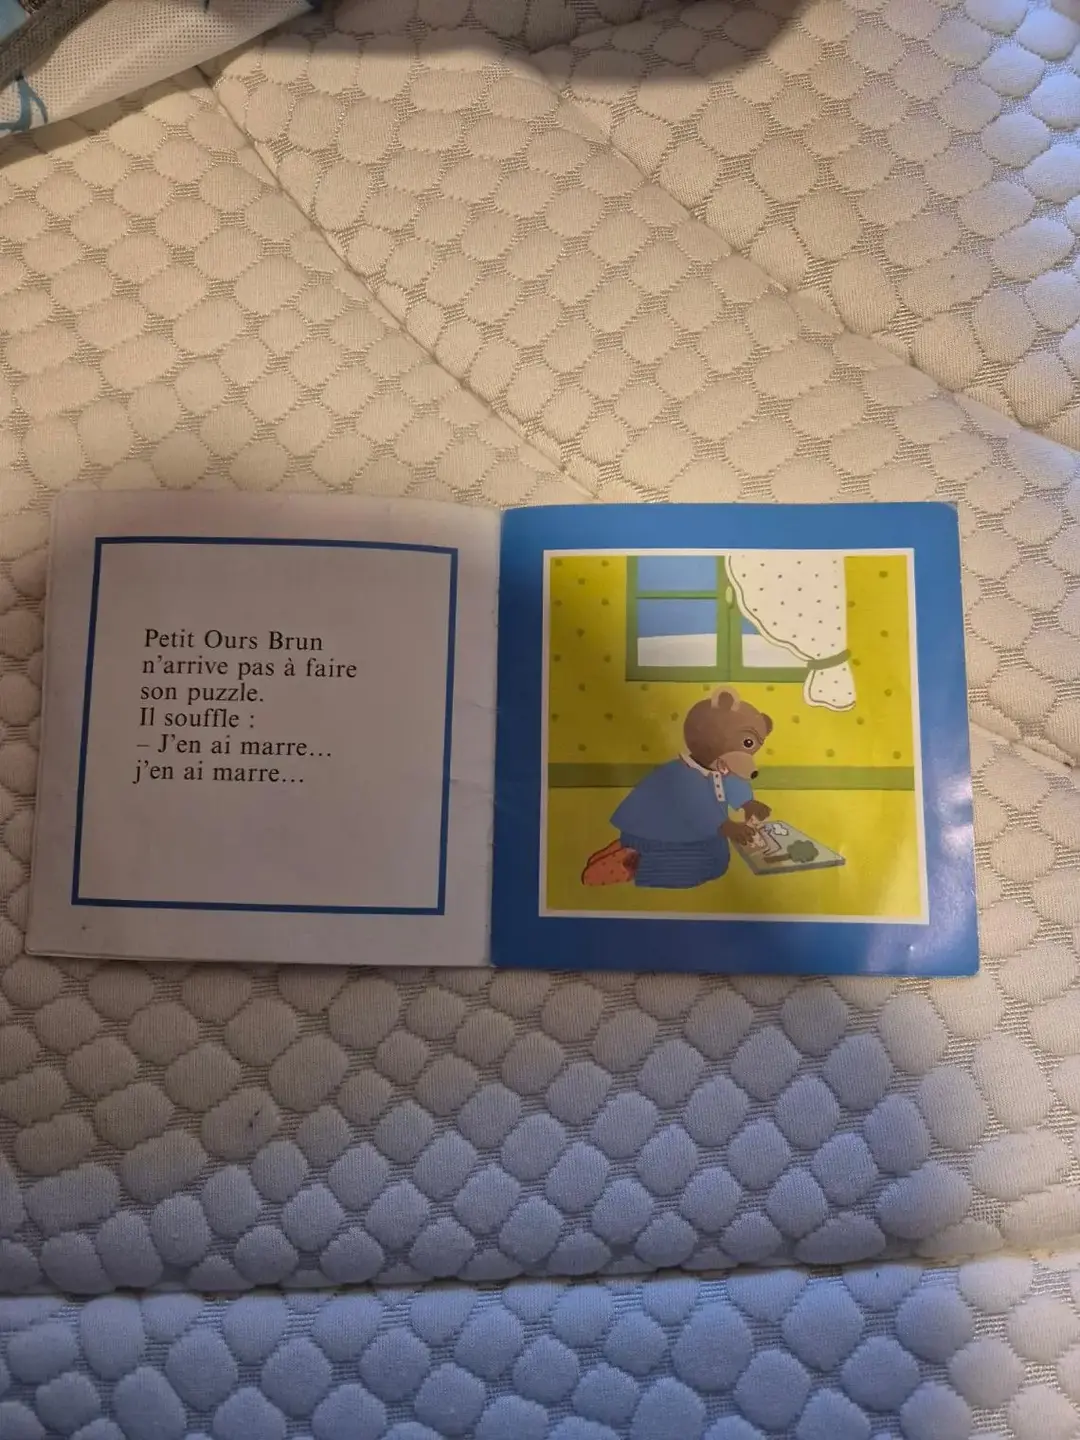 Petit Ours Brun
n'arrive pas à faire
son puzzle.
Il souffle :
– J'en ai marre...
j'en ai marre...